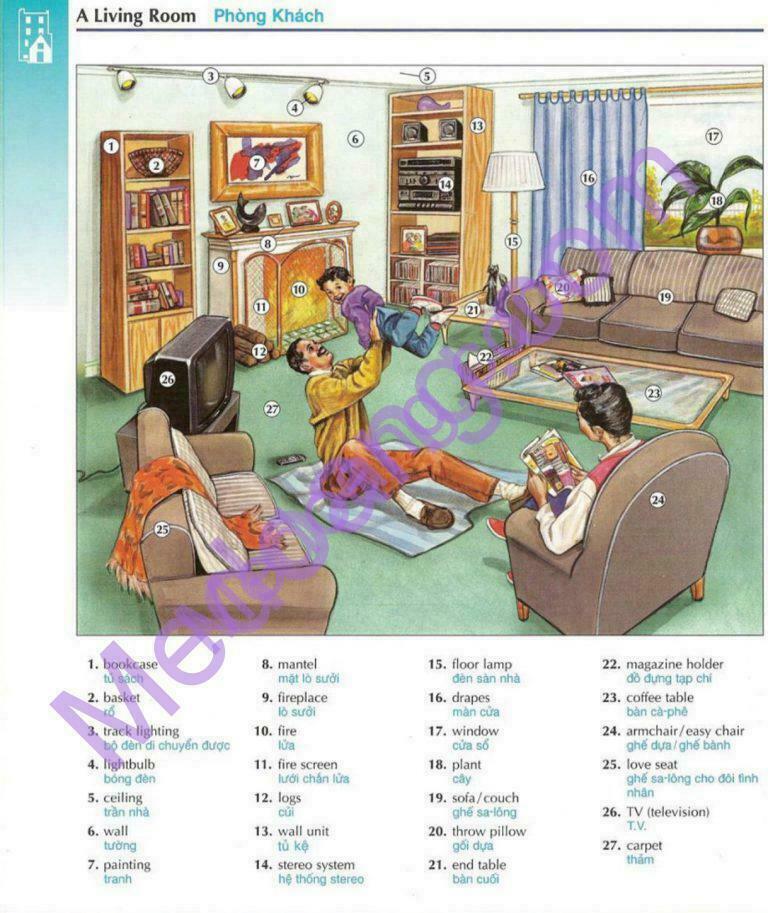 A Living Room Phòng Khách
3
5
4
13
1
2
6
17
7
14
16
18
8
15
9
10
11
20
19
21
12
22
26
23
27
24
25
1. bookcase
tủ sách
2. basket
rổ
3. track lighting
bộ đèn di chuyển được
4. lightbulb
bóng đèn
5. ceiling
trần nhà
6. wall
tường
7. painting
tranh
8. mantel
mặt lò sưởi
9. fireplace
lò sưởi
10. fire
lửa
11. fire screen
lưới chắn lửa
12. logs
củi
13. wall unit
tủ kệ
14. stereo system
hệ thống stereo
15. floor lamp
đèn sàn nhà
16. drapes
màn cửa
17. window
cửa sổ
18. plant
cây
19. sofa/couch
ghế sa-lông
20. throw pillow
gối dựa
21. end table
bàn cuối
22. magazine holder
đồ đựng tạp chí
23. coffee table
bàn cà-phê
24. armchair/easy chair
ghế dựa/ghế bành
25. love seat
ghế sa-lông cho đôi tình
nhân
26. TV (television)
T.V.
27. carpet
thảm